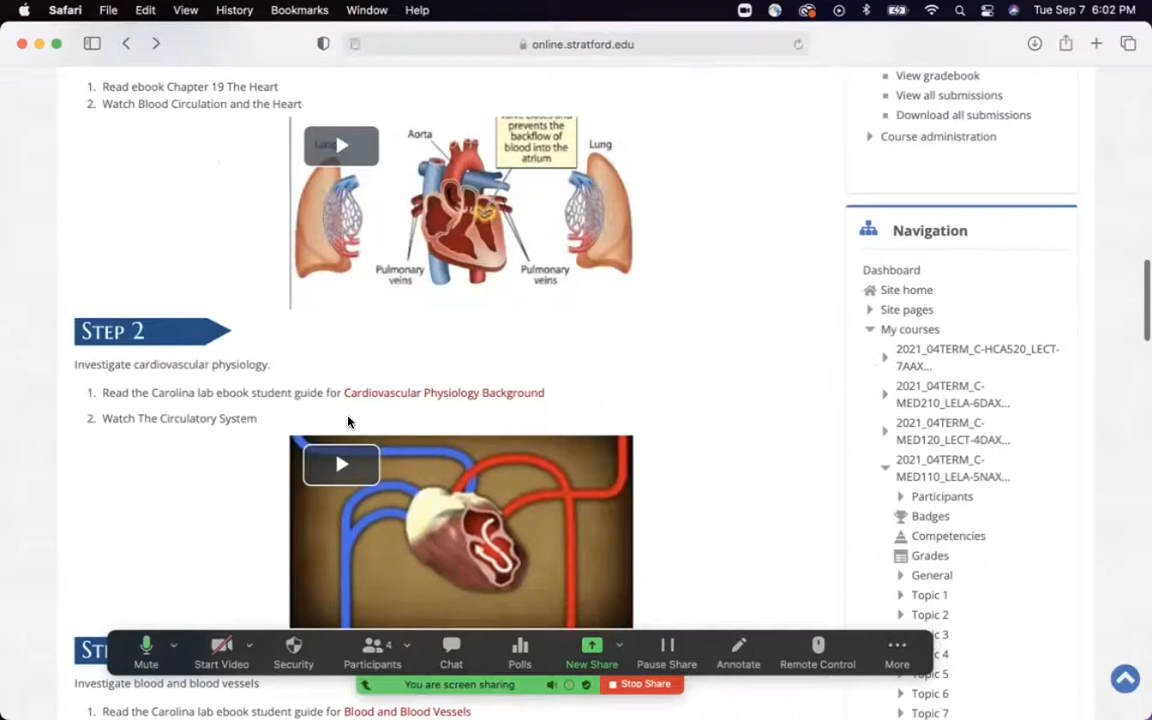 Safari File Edit View History Bookmarks Window Help Tue Sep 7 6:02 PM
online.stratford.edu
1. Read ebook Chapter 19 The Heart
2. Watch Blood Circulation and the Heart
prevents the
backflow of
blood into the
atrium
Lung
Aorta
Lung
Pulmonary
veins
Pulmonary
veins
STEP 2
Investigate cardiovascular physiology.
1. Read the Carolina lab ebook student guide for Cardiovascular Physiology Background
2. Watch The Circulatory System
Investigate blood and blood vessels
1. Read the Carolina lab ebook student guide for Blood and Blood Vessels
View gradebook
View all submissions
Download all submissions
Course administration
Navigation
Dashboard
Site home
Site pages
My courses
2021_04TERM_C-HCA520_LECT-
7AAX...
2021_04TERM_C-
MED210_LELA-6DAX...
2021_04TERM_C-
MED120_LECT-4DAX...
2021_04TERM_C-
MED110_LELA-5NAX...
Participants
Badges
Competencies
Grades
General
Topic 1
Topic 2
c 3
c 4
5
Topic 6
Topic 7
Mute Start Video Security Participants 4 Chat Polls New Share Pause Share Annotate Remote Control More
You are screen sharing Stop Share